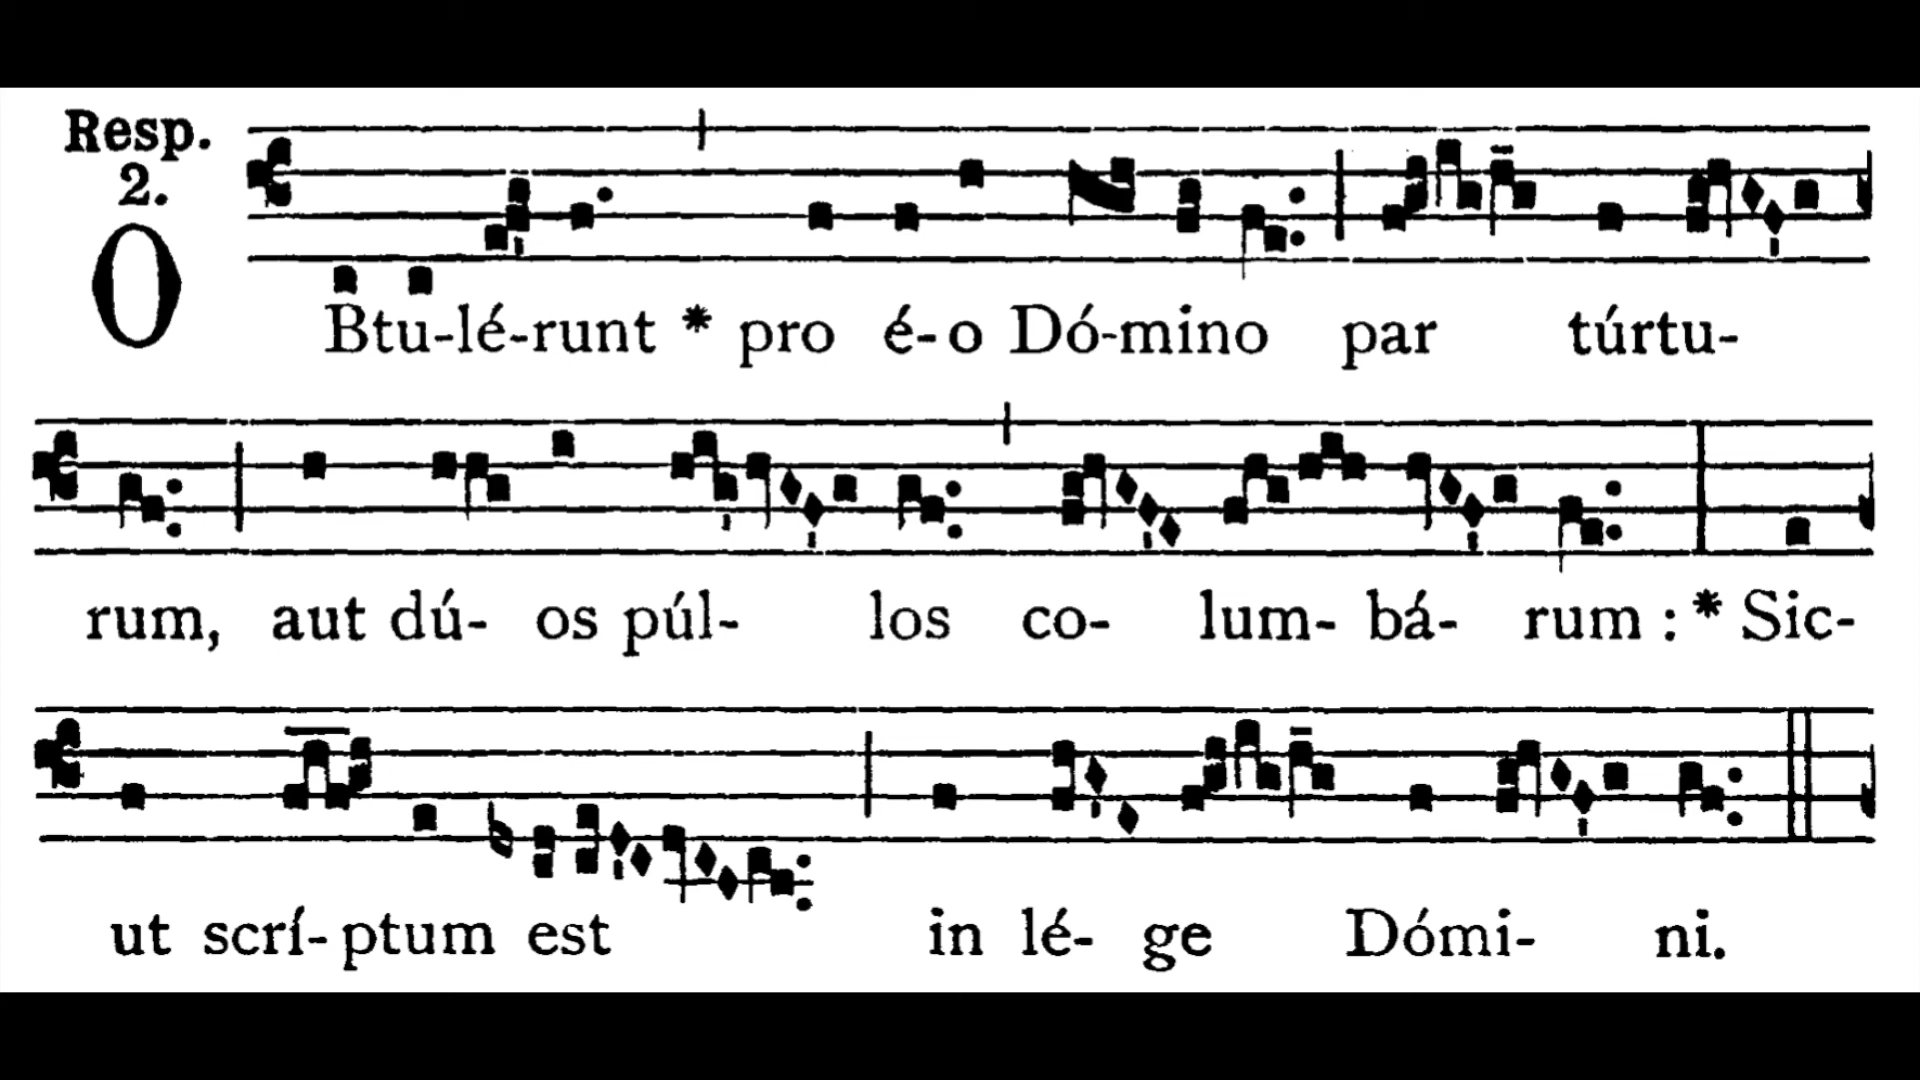 Resp.
2.
OBtu-lé-runt * pro é-o Dó-mino par túrtu-
rum, aut dú- os púl- los co- lum- bá- rum : * Sic-
ut scrí-ptum est in lé- ge Dómi- ni.